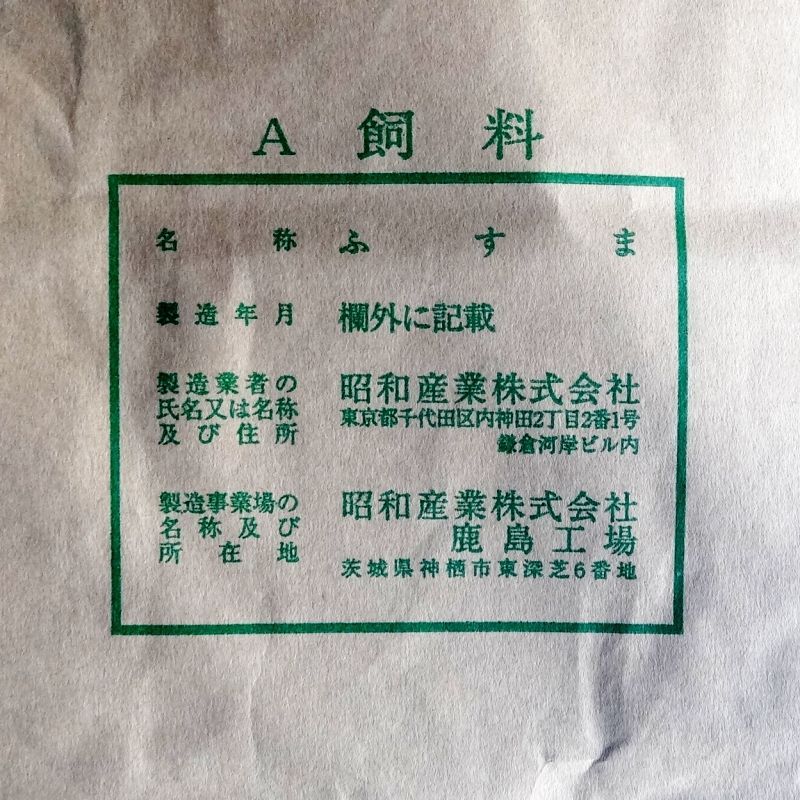 A 飼料
名称 ふすま
製造年月 欄外に記載
製造業者の
氏名又は名称
及び住所
昭和産業株式会社
東京都千代田区内神田2丁目2番1号
鎌倉河岸ビル内
製造事業場の
名称及び
所在地
昭和産業株式会社
鹿島工場
茨城県神栖市東深芝6番地